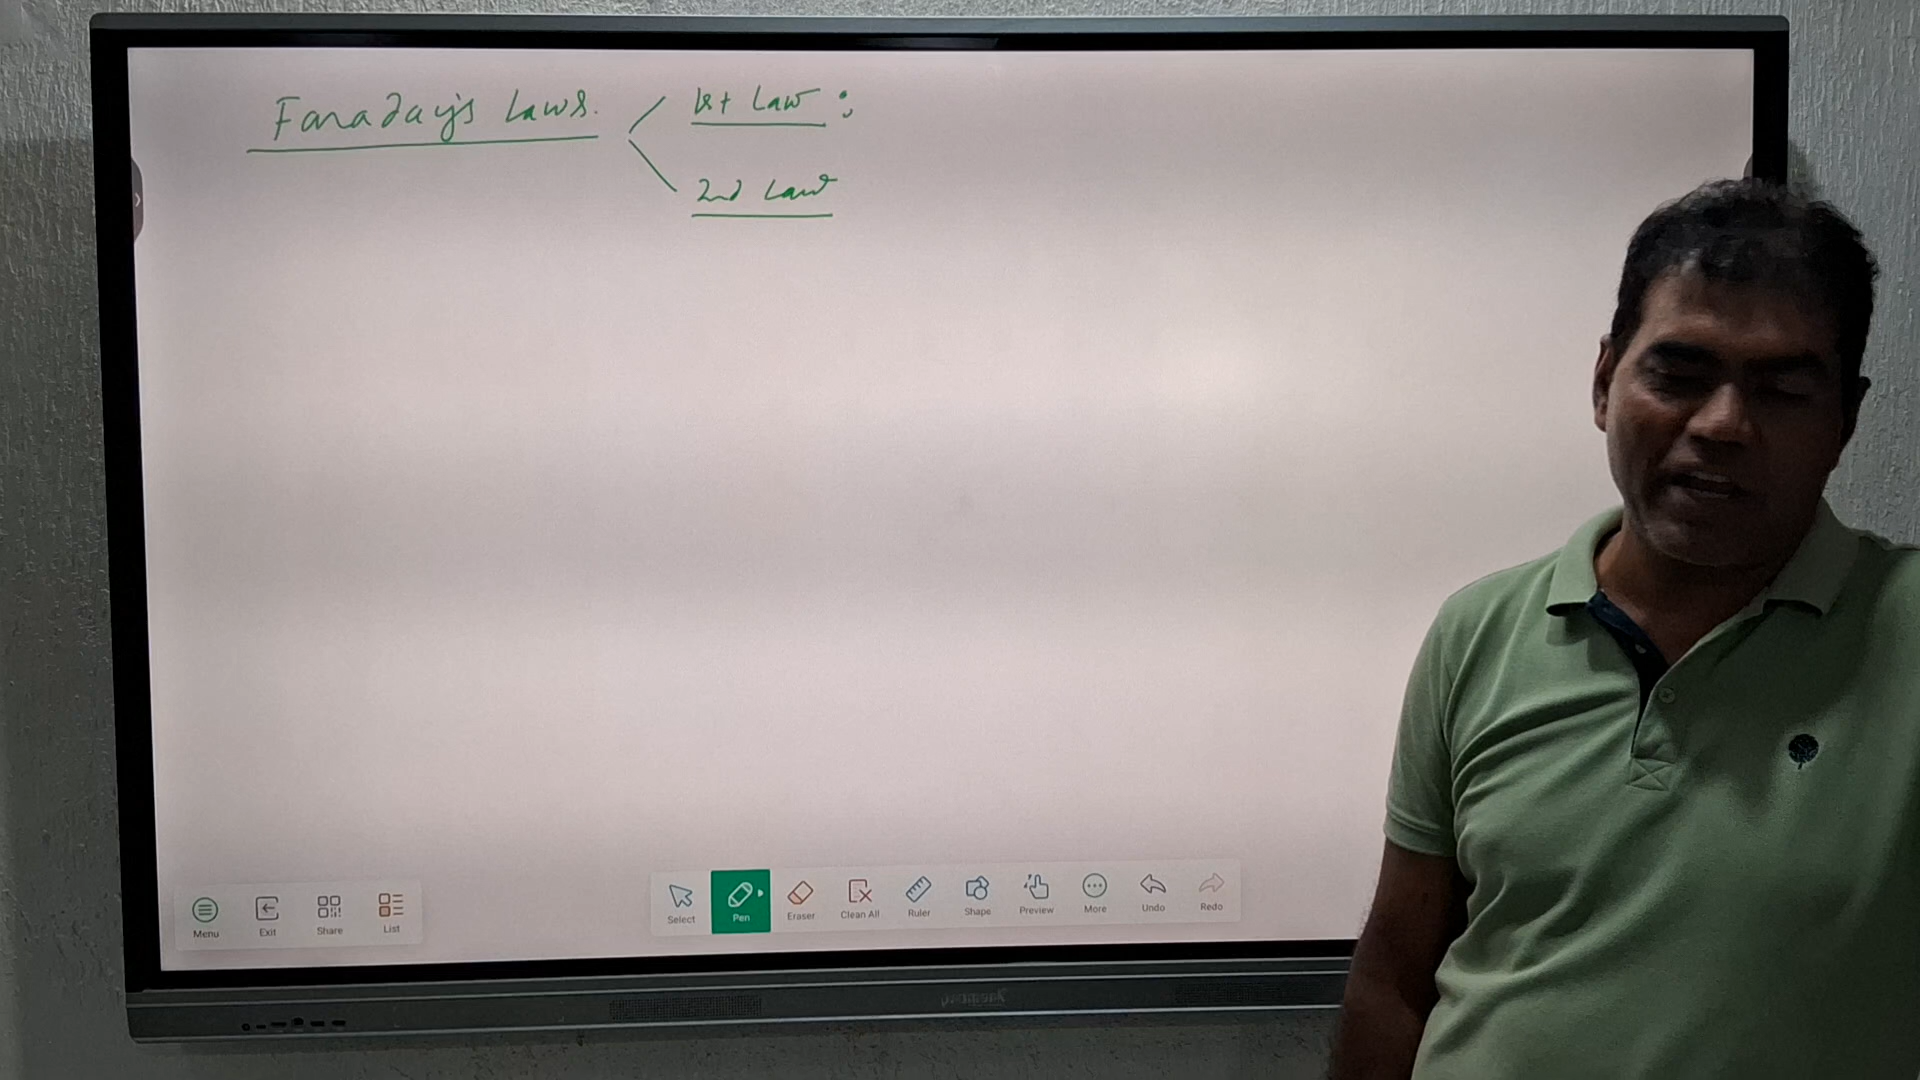 Faraday's Laws.
1st Law :
2nd Law
Menu
Exit
Share
List
Select
Pen
Eraser
Clean All
Ruler
Shape
Preview
More
Undo
Redo